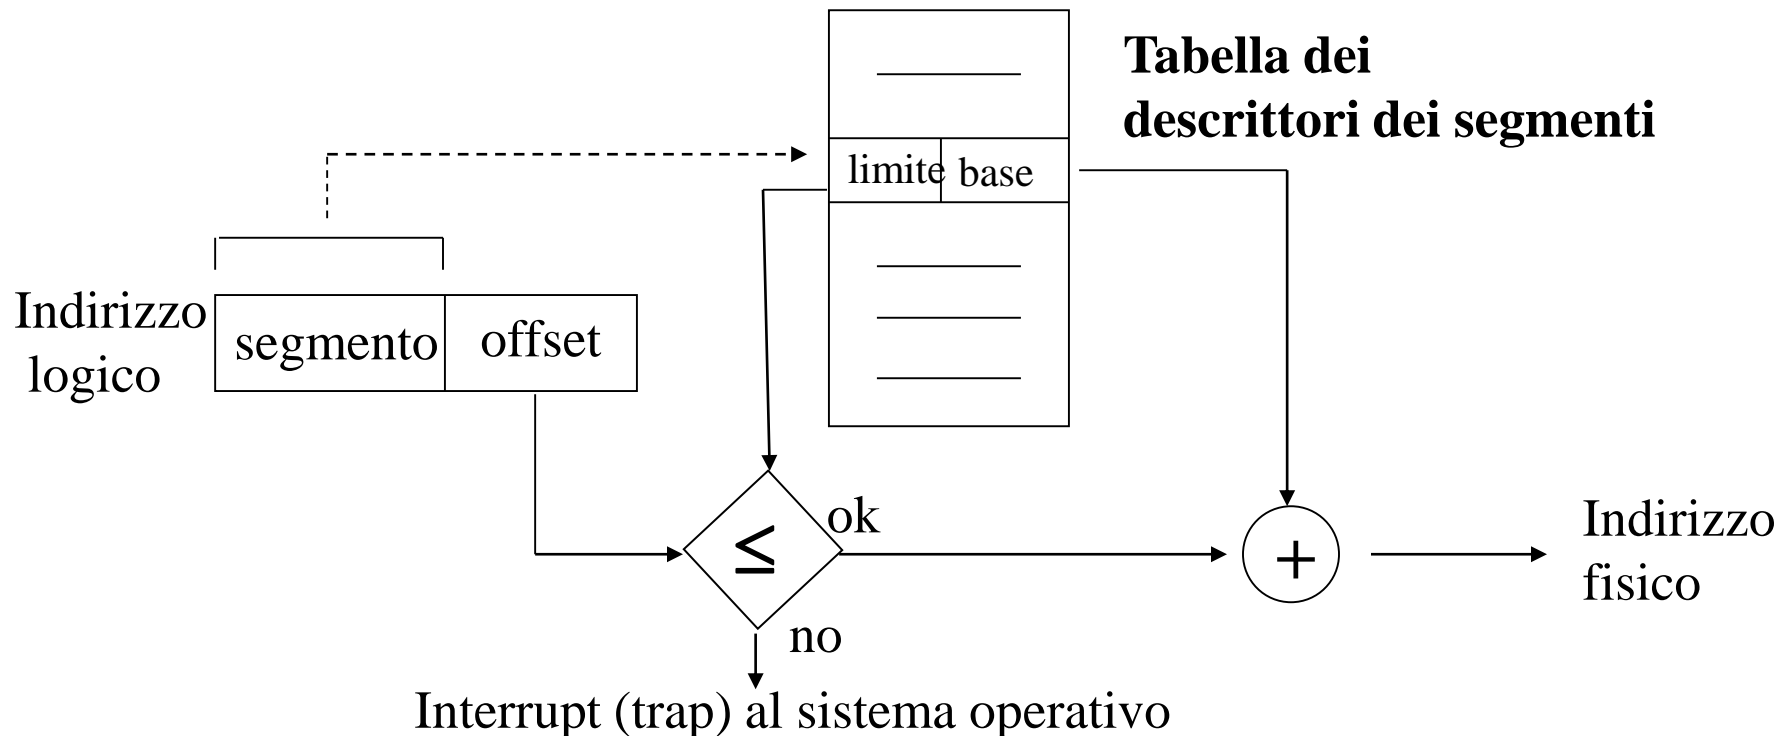 Tabella dei
descrittori dei segmenti
limite base
Indirizzo
logico
segmento offset
≤
ok
+
Indirizzo
fisico
no
Interrupt (trap) al sistema operativo